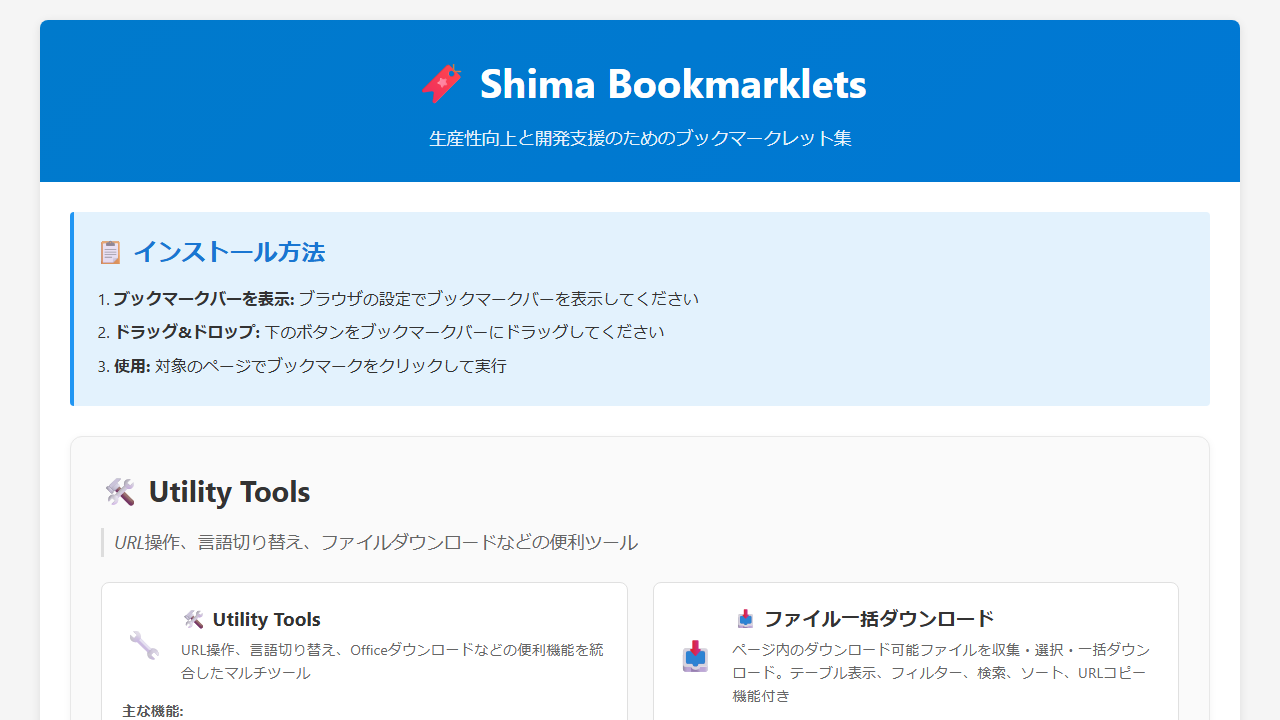 Shima Bookmarklets
生産性向上と開発支援のためのブックマークレット集
インストール方法
1. ブックマークバーを表示: ブラウザの設定でブックマークバーを表示してください
2. ドラッグ&ドロップ: 下のボタンをブックマークバーにドラッグしてください
3. 使用: 対象のページでブックマークをクリックして実行
Utility Tools
URL操作、言語切り替え、ファイルダウンロードなどの便利ツール
Utility Tools
URL操作、言語切り替え、Officeダウンロードなどの便利機能を統
合したマルチツール
主な機能:
ファイル一括ダウンロード
ページ内のダウンロード可能ファイルを収集・選択・一括ダウン
ロード。テーブル表示、フィルター、検索、ソート、URLコピー
機能付き